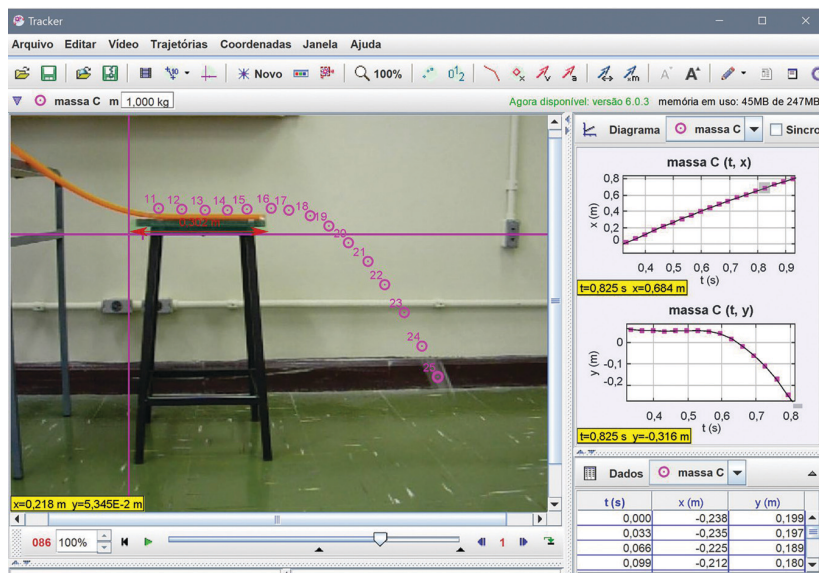 Tracker
Arquivo Editar Vídeo Trajetórias Coordenadas Janela Ajuda
Novo 100%
massa C m 1,000 kg
Agora disponível: versão 6.0.3 memória em uso: 45MB de 247MB
Diagrama massa C Sincro
massa C (t, x)
0,8
0,6
0,4
0,2
0
x (m)
0,4 0,5 0,6 0,7 0,8 0,9
t (s)
t=0,825 s x=0,684 m
massa C (t, y)
0
-0,1
-0,2
y (m)
0,4 0,5 0,6 0,7 0,8
t (s)
t=0,825 s y=-0,316 m
11 12 13 14 15 16 17 18 19 20 21 22 23 24 25
x=0,218 m y=5,345E-2 m
086 100% 1
Dados massa C
t (s) x (m) y (m)
0,000 -0,238 0,199
0,033 -0,235 0,197
0,066 -0,225 0,189
0,099 -0,212 0,180